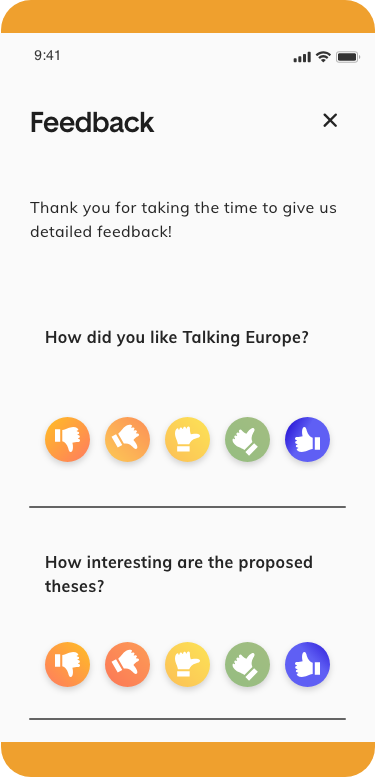 9:41
Feedback
Thank you for taking the time to give us
detailed feedback!
How did you like Talking Europe?
How interesting are the proposed
theses?